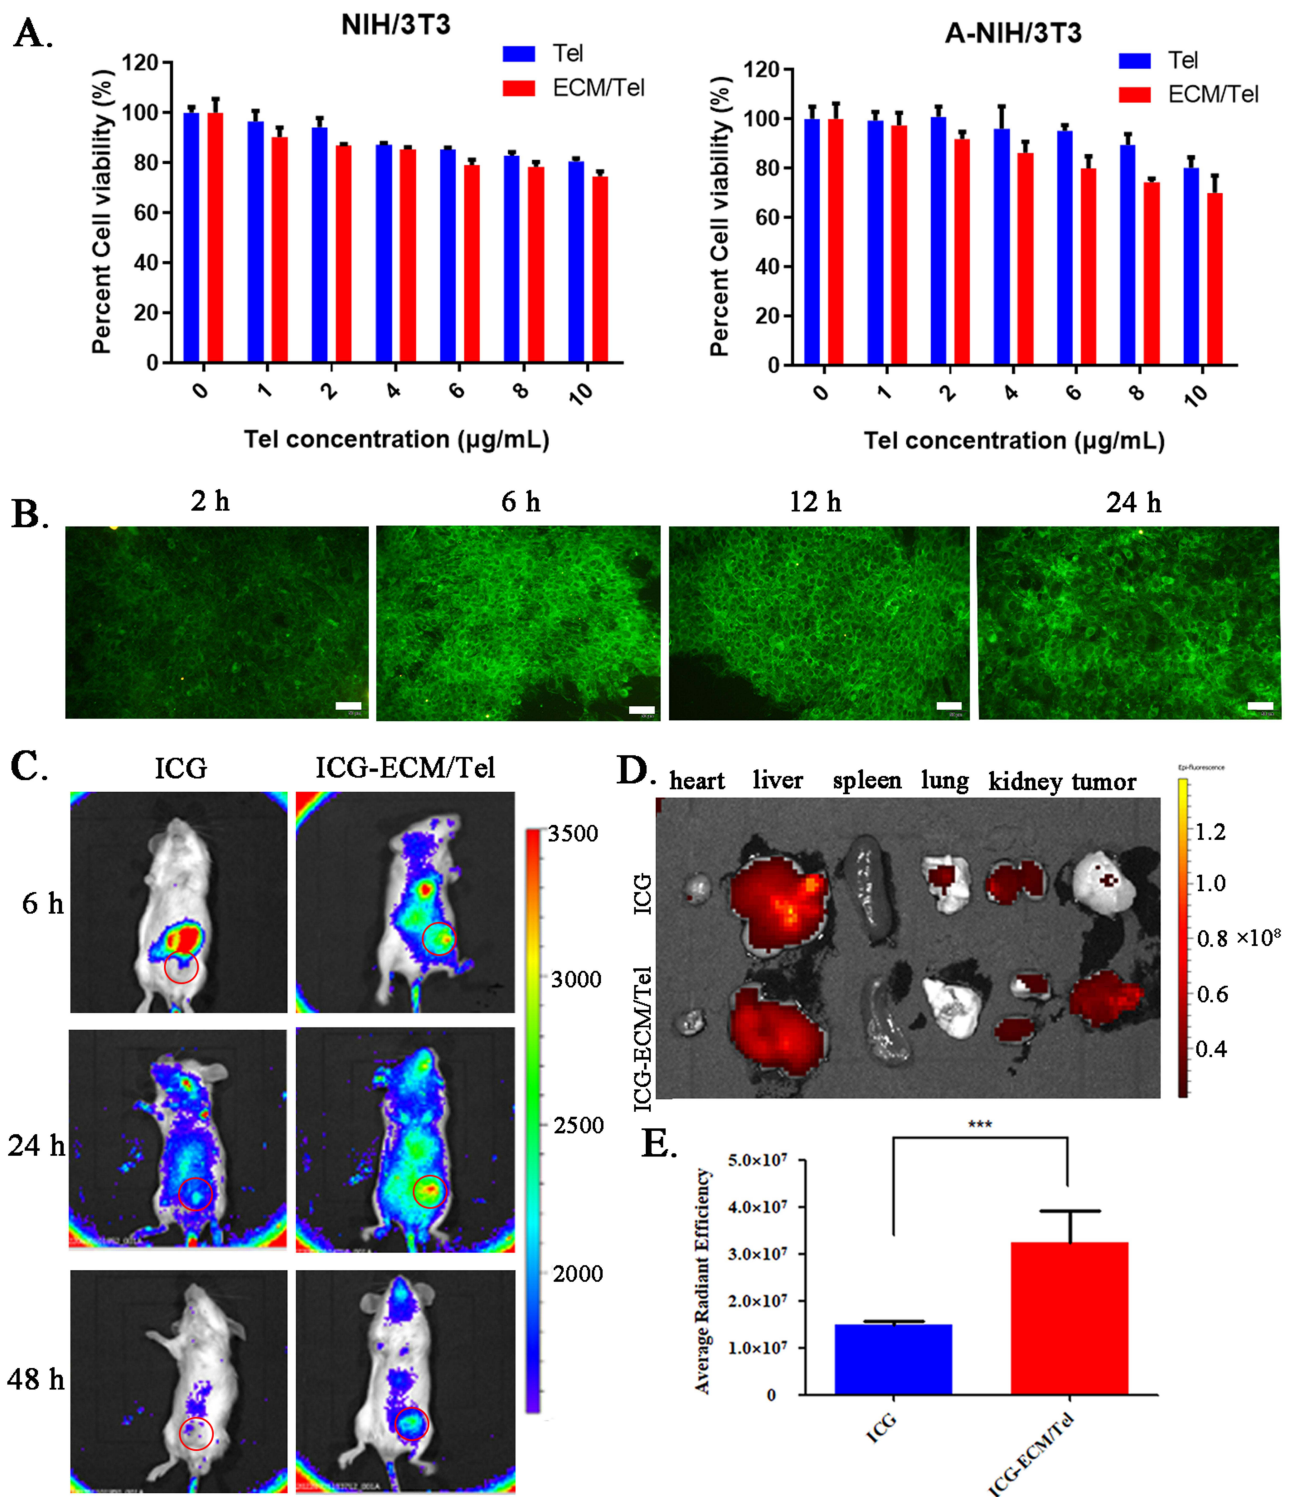 A.
NIH/3T3
Tel
ECM/Tel
Percent Cell viability (%)
120
100
80
60
40
20
0
0 1 2 4 6 8 10
Tel concentration (µg/mL)
A-NIH/3T3
Tel
ECM/Tel
Percent Cell viability (%)
120
100
80
60
40
20
0
0 1 2 4 6 8 10
Tel concentration (µg/mL)
B.
2 h 6 h 12 h 24 h
C.
ICG ICG-ECM/Tel
6 h
24 h
48 h
3500
3000
2500
2000
D.
heart liver spleen lung kidney tumor
ICG
ICG-ECM/Tel
Epi-fluorescence
1.2
1.0
0.8 ×10⁸
0.6
0.4
E.
***
Average Radiant Efficiency
5.0×10⁷
4.0×10⁷
3.0×10⁷
2.0×10⁷
1.0×10⁷
0
ICG
ICG-ECM/Tel